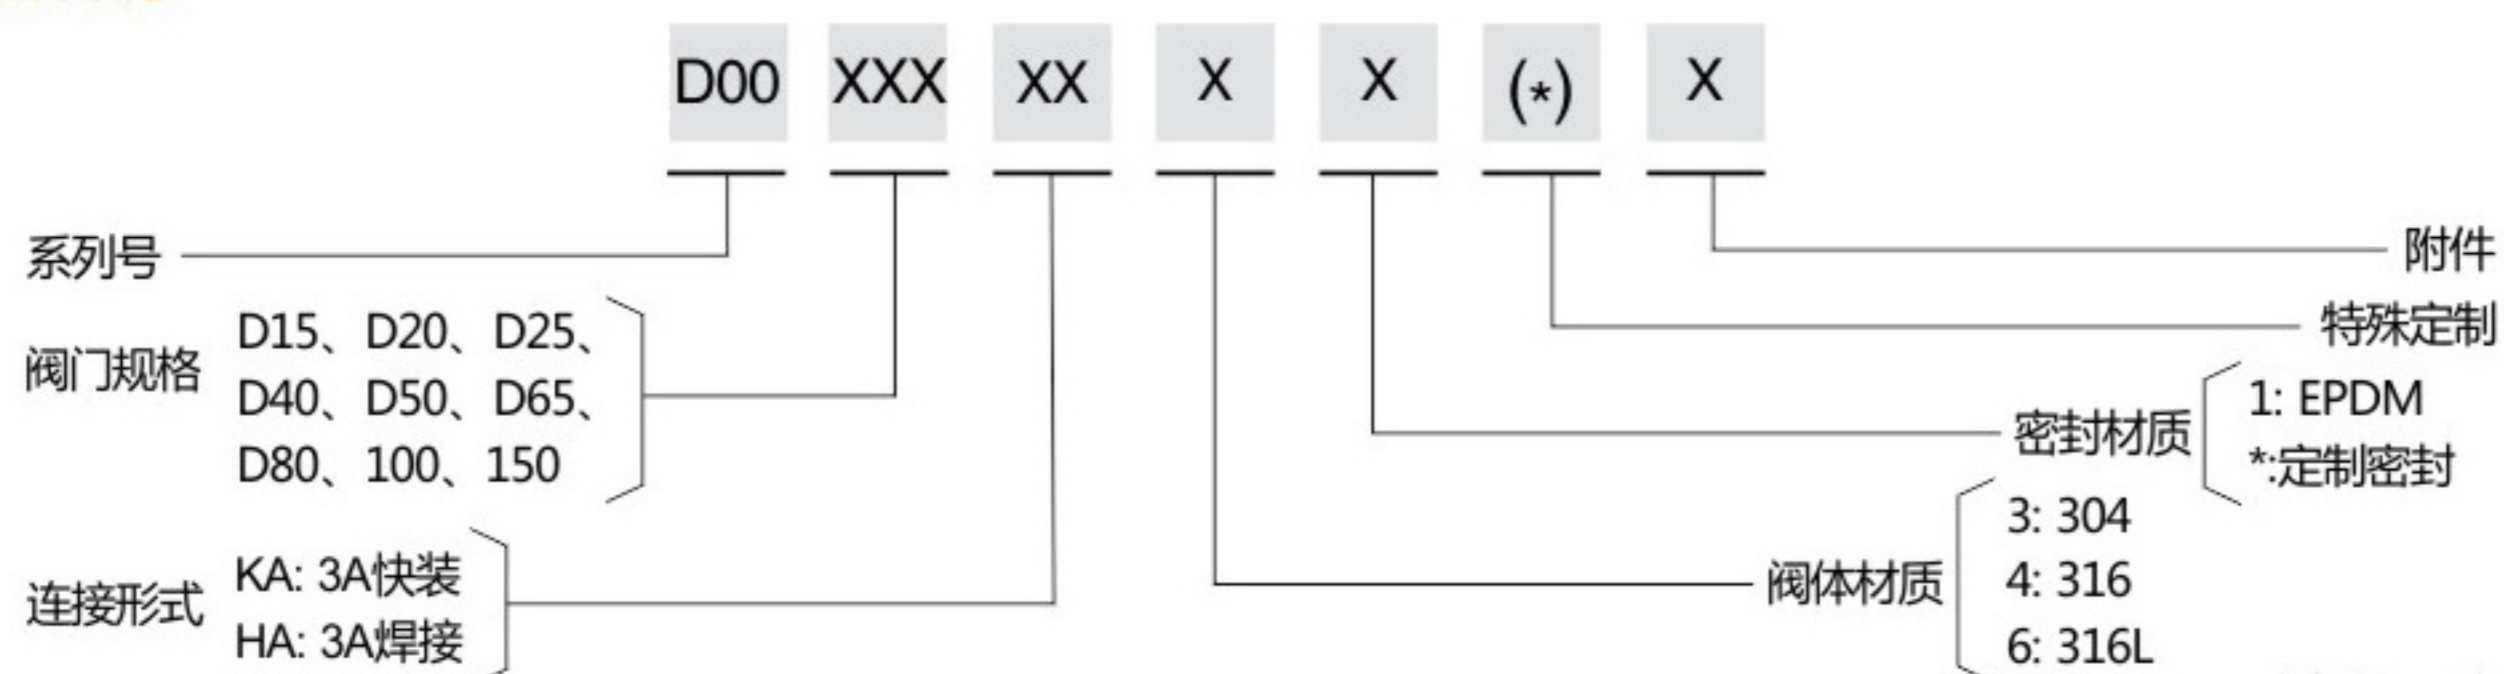 D00 XXX XX X X (*) X
系列号
附件
特殊定制
阀门规格
D15、D20、D25、
D40、D50、D65、
D80、100、150
密封材质
1: EPDM
*:定制密封
连接形式
KA: 3A快装
HA: 3A焊接
阀体材质
3: 304
4: 316
6: 316L